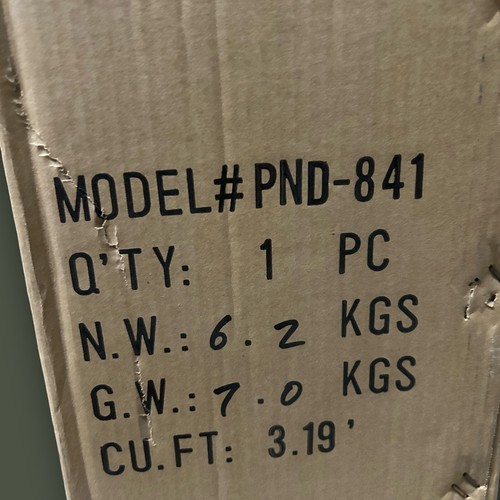 MODEL# PND-841
Q'TY: 1 PC
N.W.: 6.2 KGS
G.W.: 7.0 KGS
CU.FT: 3.19'